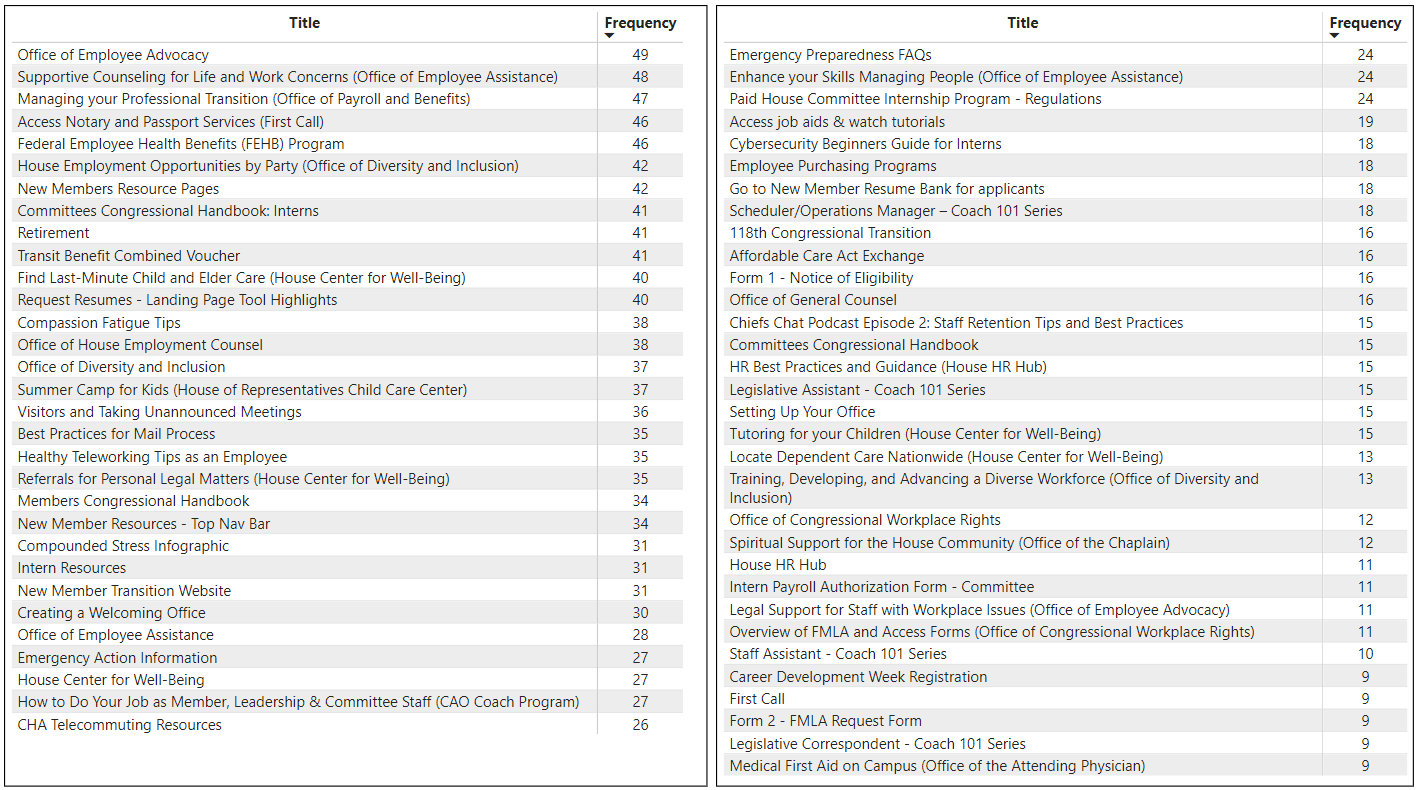 Title Frequency
Office of Employee Advocacy 49
Supportive Counseling for Life and Work Concerns (Office of Employee Assistance) 48
Managing your Professional Transition (Office of Payroll and Benefits) 47
Access Notary and Passport Services (First Call) 46
Federal Employee Health Benefits (FEHB) Program 46
House Employment Opportunities by Party (Office of Diversity and Inclusion) 42
New Members Resource Pages 42
Committees Congressional Handbook: Interns 41
Retirement 41
Transit Benefit Combined Voucher 41
Find Last-Minute Child and Elder Care (House Center for Well-Being) 40
Request Resumes - Landing Page Tool Highlights 40
Compassion Fatigue Tips 38
Office of House Employment Counsel 38
Office of Diversity and Inclusion 37
Summer Camp for Kids (House of Representatives Child Care Center) 37
Visitors and Taking Unannounced Meetings 36
Best Practices for Mail Process 35
Healthy Teleworking Tips as an Employee 35
Referrals for Personal Legal Matters (House Center for Well-Being) 35
Members Congressional Handbook 34
New Member Resources - Top Nav Bar 34
Compounded Stress Infographic 31
Intern Resources 31
New Member Transition Website 31
Creating a Welcoming Office 30
Office of Employee Assistance 28
Emergency Action Information 27
House Center for Well-Being 27
How to Do Your Job as Member, Leadership & Committee Staff (CAO Coach Program) 27
CHA Telecommuting Resources 26
Title Frequency
Emergency Preparedness FAQs 24
Enhance your Skills Managing People (Office of Employee Assistance) 24
Paid House Committee Internship Program - Regulations 24
Access job aids & watch tutorials 19
Cybersecurity Beginners Guide for Interns 18
Employee Purchasing Programs 18
Go to New Member Resume Bank for applicants 18
Scheduler/Operations Manager – Coach 101 Series 18
118th Congressional Transition 16
Affordable Care Act Exchange 16
Form 1 - Notice of Eligibility 16
Office of General Counsel 16
Chiefs Chat Podcast Episode 2: Staff Retention Tips and Best Practices 15
Committees Congressional Handbook 15
HR Best Practices and Guidance (House HR Hub) 15
Legislative Assistant - Coach 101 Series 15
Setting Up Your Office 15
Tutoring for your Children (House Center for Well-Being) 15
Locate Dependent Care Nationwide (House Center for Well-Being) 13
Training, Developing, and Advancing a Diverse Workforce (Office of Diversity and 13
Inclusion)
Office of Congressional Workplace Rights 12
Spiritual Support for the House Community (Office of the Chaplain) 12
House HR Hub 11
Intern Payroll Authorization Form - Committee 11
Legal Support for Staff with Workplace Issues (Office of Employee Advocacy) 11
Overview of FMLA and Access Forms (Office of Congressional Workplace Rights) 11
Staff Assistant - Coach 101 Series 10
Career Development Week Registration 9
First Call 9
Form 2 - FMLA Request Form 9
Legislative Correspondent - Coach 101 Series 9
Medical First Aid on Campus (Office of the Attending Physician) 9